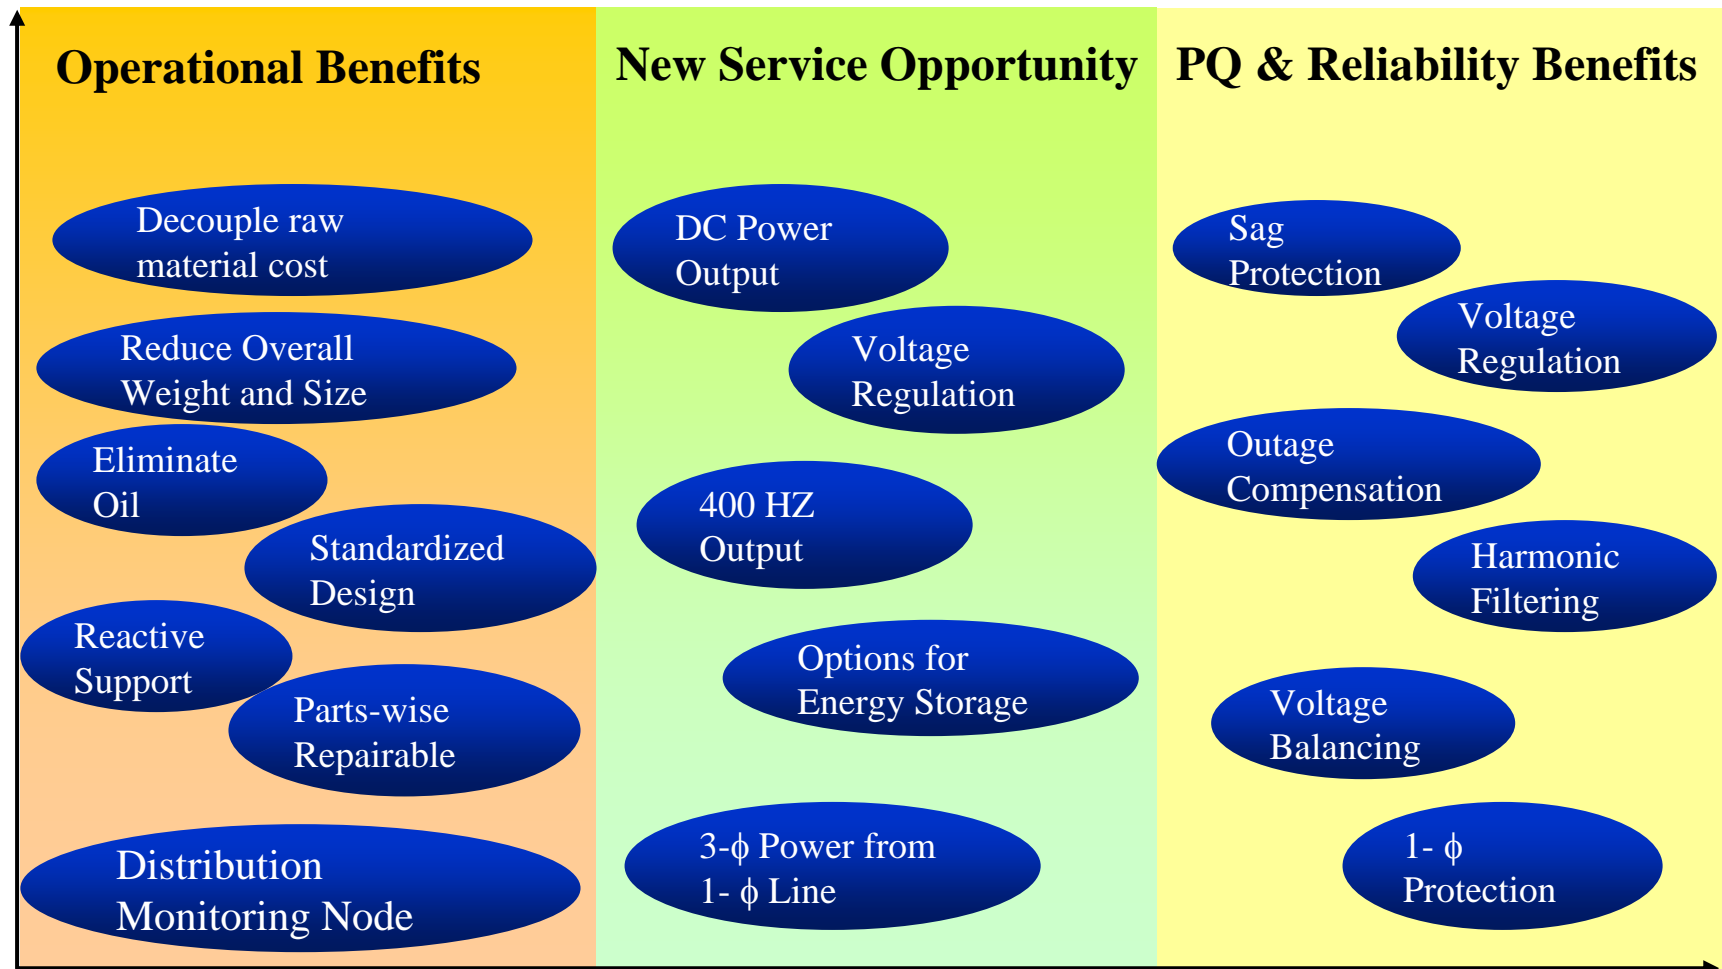 Operational Benefits
Decouple raw
material cost
Reduce Overall
Weight and Size
Eliminate
Oil
Standardized
Design
Reactive
Support
Parts-wise
Repairable
Distribution
Monitoring Node
New Service Opportunity
DC Power
Output
Voltage
Regulation
400 HZ
Output
Options for
Energy Storage
3-ϕ Power from
1- ϕ Line
PQ & Reliability Benefits
Sag
Protection
Voltage
Regulation
Outage
Compensation
Harmonic
Filtering
Voltage
Balancing
1- ϕ
Protection